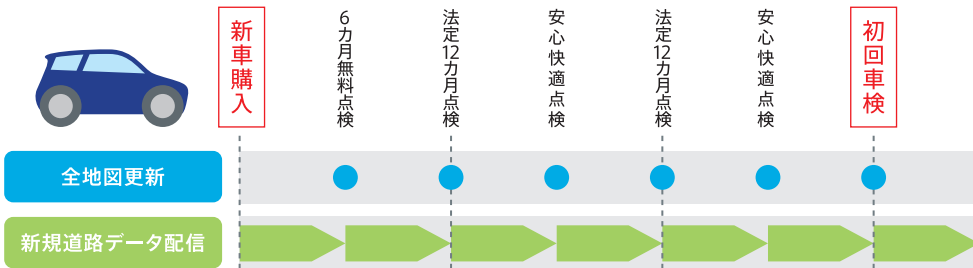 新車購入
6カ月無料点検
法定12カ月点検
安心快適点検
法定12カ月点検
安心快適点検
初回車検
全地図更新
新規道路データ配信